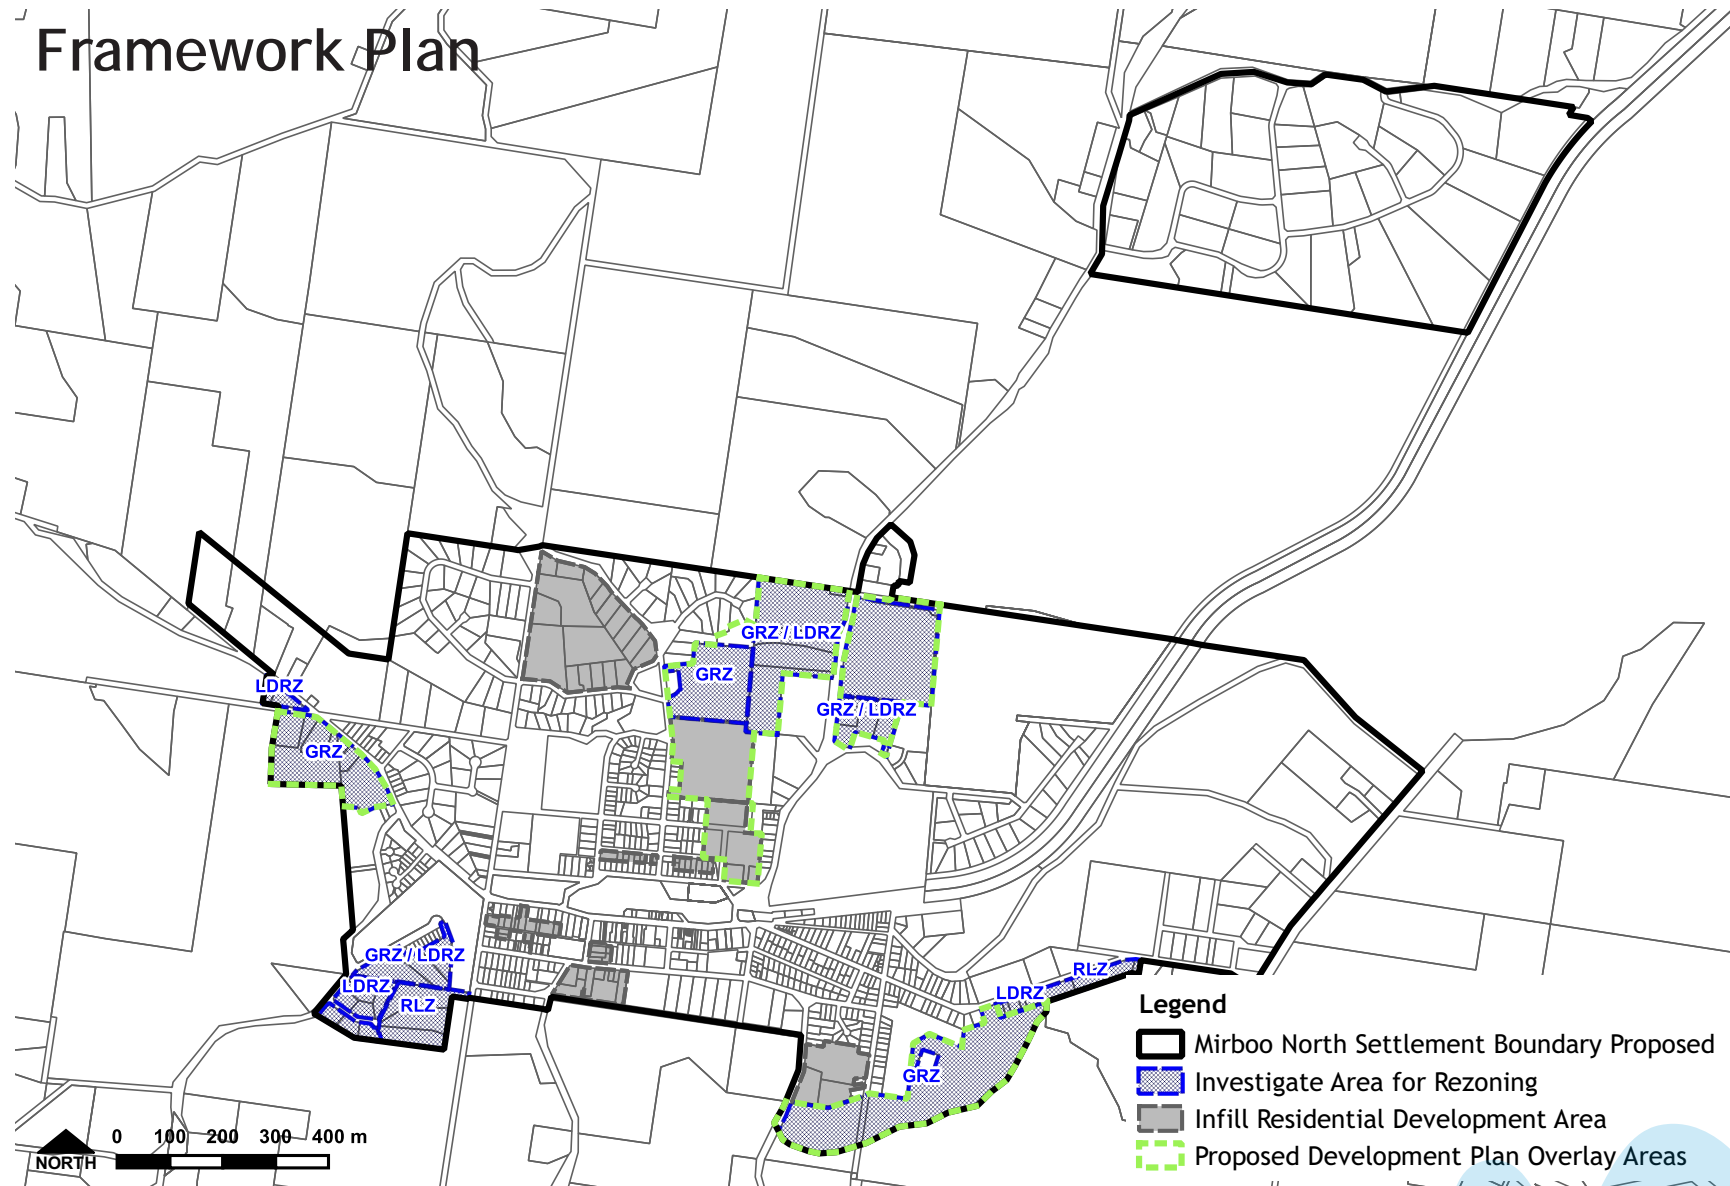 Framework Plan
GRZ / LDRZ
GRZ
LDRZ
GRZ / LDRZ
GRZ
GRZ / LDRZ
LDRZ
RLZ
RLZ
LDRZ
GRZ
Legend
Mirboo North Settlement Boundary Proposed
Investigate Area for Rezoning
Infill Residential Development Area
Proposed Development Plan Overlay Areas
0 100 200 300 400 m
NORTH